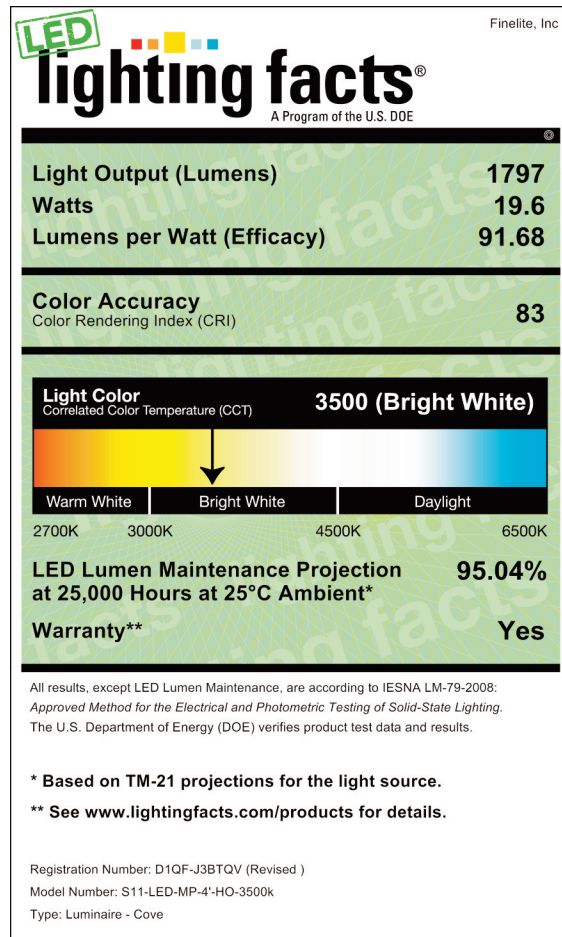 Finelite, Inc
LED
lighting facts®
A Program of the U.S. DOE
Light Output (Lumens) 1797
Watts 19.6
Lumens per Watt (Efficacy) 91.68
Color Accuracy
Color Rendering Index (CRI) 83
Light Color
Correlated Color Temperature (CCT) 3500 (Bright White)
Warm White Bright White Daylight
2700K 3000K 4500K 6500K
LED Lumen Maintenance Projection
at 25,000 Hours at 25°C Ambient* 95.04%
Warranty** Yes
All results, except LED Lumen Maintenance, are according to IESNA LM-79-2008:
Approved Method for the Electrical and Photometric Testing of Solid-State Lighting.
The U.S. Department of Energy (DOE) verifies product test data and results.
* Based on TM-21 projections for the light source.
** See www.lightingfacts.com/products for details.
Registration Number: D1QF-J3BTQV (Revised )
Model Number: S11-LED-MP-4'-HO-3500k
Type: Luminaire - Cove